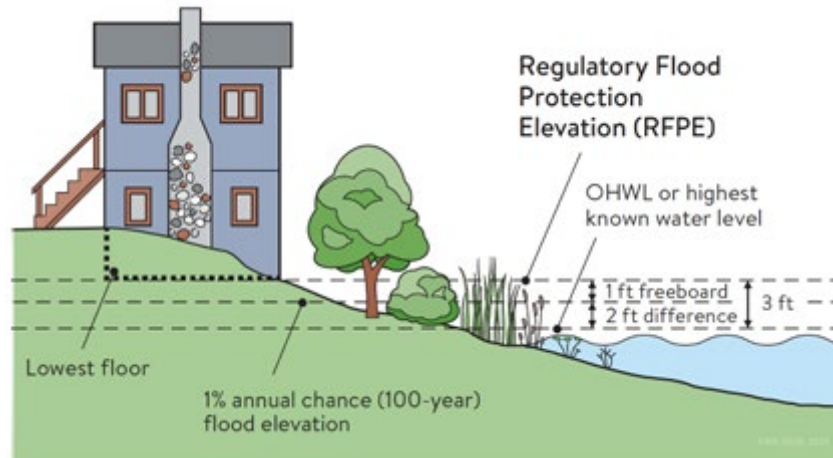 Regulatory Flood
Protection
Elevation (RFPE)
OHWL or highest
known water level
1 ft freeboard
2 ft difference
3 ft
Lowest floor
1% annual chance (100-year)
flood elevation